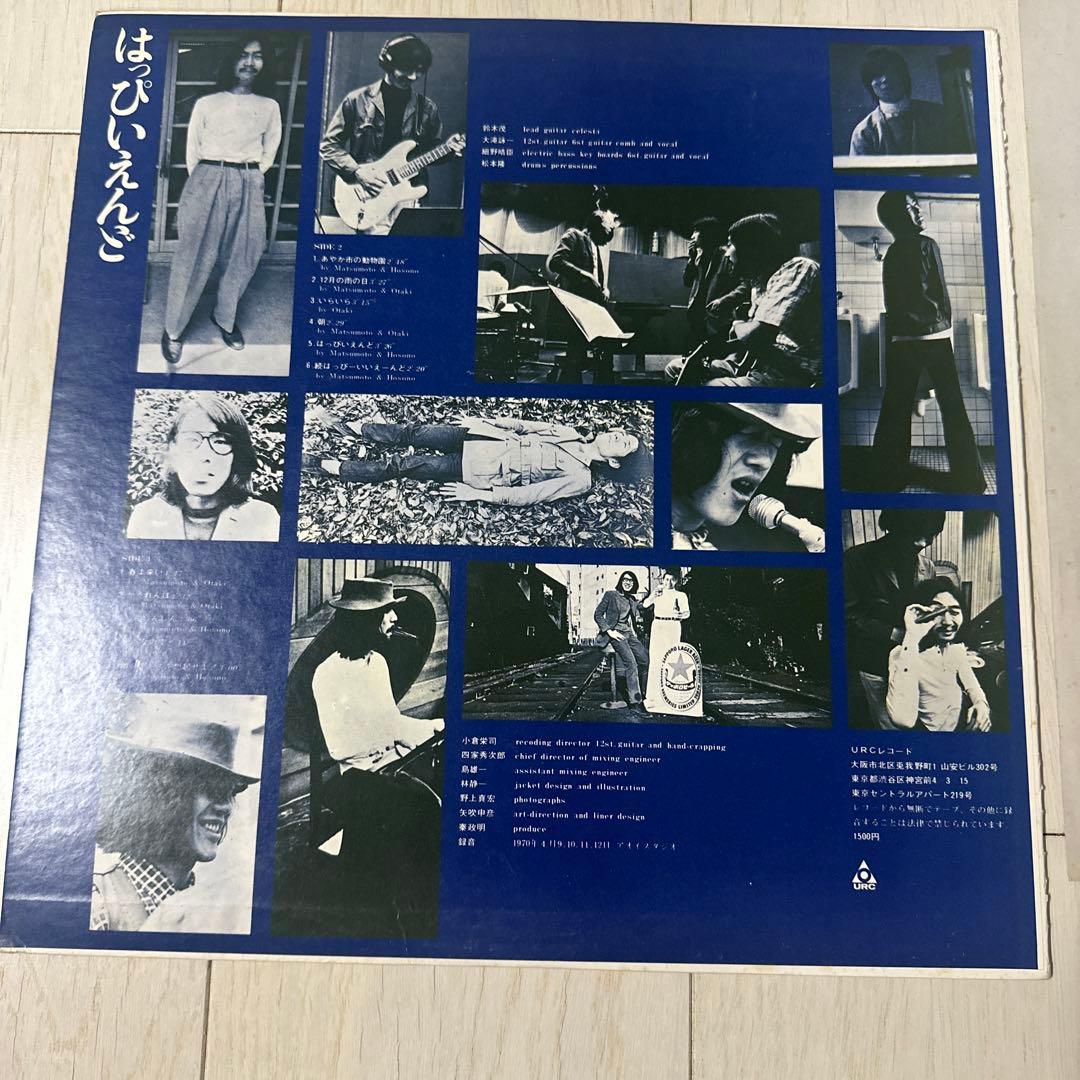 はっぴいえんど
鈴木茂 lead guitar celesta
大滝詠一 12st. guitar 6st guitar comb and vocal
細野晴臣 electric bass key boards 6st. guitar and vocal
松本隆 drums percussions
SIDE 2
1. あやか市の動物園 2'48"
by Matsumoto & Hosono
2. 12月の雨の日 3'27"
by Matsumoto & Otaki
3. いらいら 3'15"
by Otaki
4. 朝 2'29"
by Matsumoto & Otaki
5. はっぴいえんど 3'26"
by Matsumoto & Hosono
6. 続はっぴーいいえーんど 2'20"
by Matsumoto & Hosono
SIDE 1
Matsumoto & Otaki
Matsumoto & Otaki
SAPPORO LAGER BEER
小倉栄司 recoding director 12st. guitar and hand-crapping
四家秀次郎 chief director of mixing engineer
島雄一 assistant mixing engineer
林静一 jacket design and illustration
野上眞宏 photographs
矢吹申彦 art-direction and liner design
秦政明 produce
録音 1970年4月9.10.11.12日 アオイスタジオ
URCレコード
大阪市北区兎我野町1 山安ビル302号
東京都渋谷区神宮前4 3 15
東京セントラルアパート219号
レコードから無断でテープ、その他に録
音することは法律で禁じられています
1500円
URC